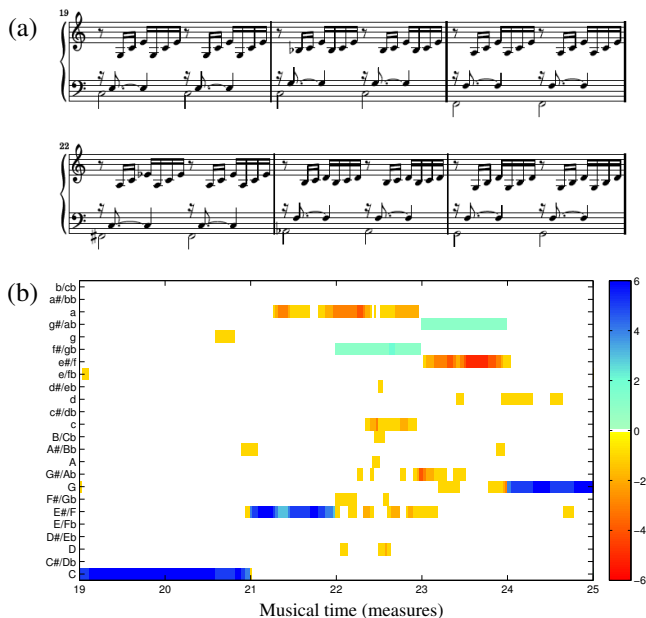 (a)
19
22
(b)
b/cb
a#/bb
a
g#/ab
g
f#/gb
e#/f
e/fb
d#/eb
d
c#/db
c
B/Cb
A#/Bb
A
G#/Ab
G
F#/Gb
E#/F
E/Fb
D#/Eb
D
C#/Db
C
19 20 21 22 23 24 25
Musical time (measures)
6
4
2
0
−2
−4
−6